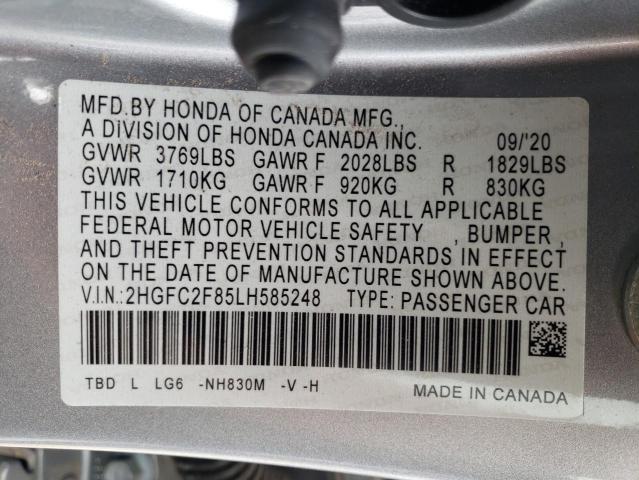 MFD.BY HONDA OF CANADA MFG.,
A DIVISION OF HONDA CANADA INC. 09/'20
GVWR 3769LBS GAWR F 2028LBS R 1829LBS
GVWR 1710KG GAWR F 920KG R 830KG
THIS VEHICLE CONFORMS TO ALL APPLICABLE
FEDERAL MOTOR VEHICLE SAFETY , BUMPER ,
AND THEFT PREVENTION STANDARDS IN EFFECT
ON THE DATE OF MANUFACTURE SHOWN ABOVE.
V.I.N.:2HGFC2F85LH585248 TYPE: PASSENGER CAR
TBD L LG6 -NH830M -V -H
MADE IN CANADA